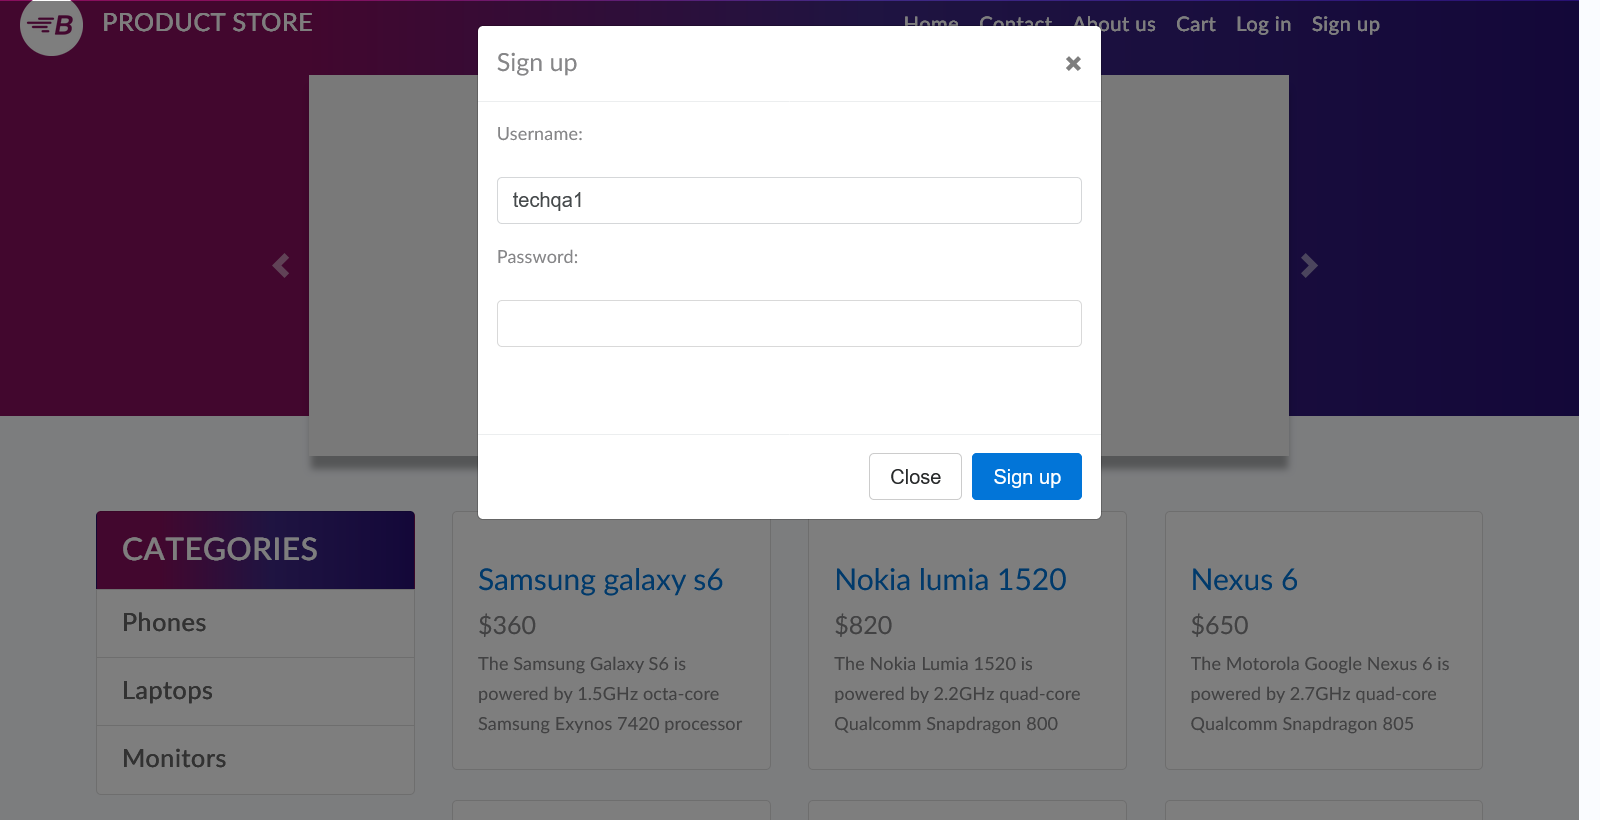 B PRODUCT STORE
Home Contact About us Cart Log in Sign up
Sign up
Username:
techqa1
Password:
Close Sign up
CATEGORIES
Phones
Laptops
Monitors
Samsung galaxy s6
$360
The Samsung Galaxy S6 is
powered by 1.5GHz octa-core
Samsung Exynos 7420 processor
Nokia lumia 1520
$820
The Nokia Lumia 1520 is
powered by 2.2GHz quad-core
Qualcomm Snapdragon 800
Nexus 6
$650
The Motorola Google Nexus 6 is
powered by 2.7GHz quad-core
Qualcomm Snapdragon 805